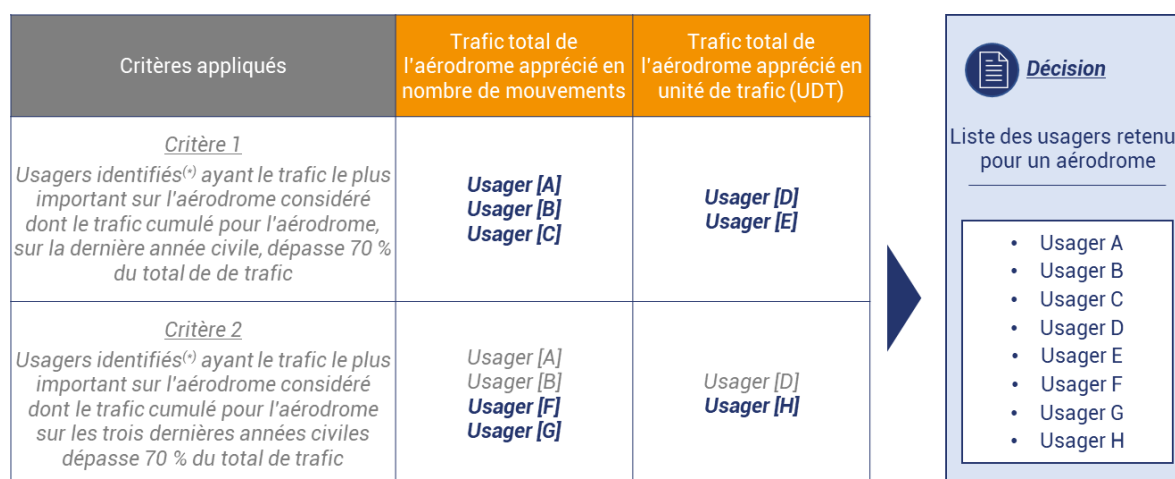 Critères appliqués
Trafic total de
l'aérodrome apprécié en
nombre de mouvements
Trafic total de
l'aérodrome apprécié en
unité de trafic (UDT)
Critère 1
Usagers identifiés(*) ayant le trafic le plus
important sur l'aérodrome considéré
dont le trafic cumulé pour l'aérodrome,
sur la dernière année civile, dépasse 70 %
du total de de trafic
Usager [A]
Usager [B]
Usager [C]
Usager [D]
Usager [E]
Critère 2
Usagers identifiés(*) ayant le trafic le plus
important sur l'aérodrome considéré
dont le trafic cumulé pour l'aérodrome
sur les trois dernières années civiles
dépasse 70 % du total de trafic
Usager [A]
Usager [B]
Usager [F]
Usager [G]
Usager [D]
Usager [H]
Décision
Liste des usagers retenu
pour un aérodrome
• Usager A
• Usager B
• Usager C
• Usager D
• Usager E
• Usager F
• Usager G
• Usager H